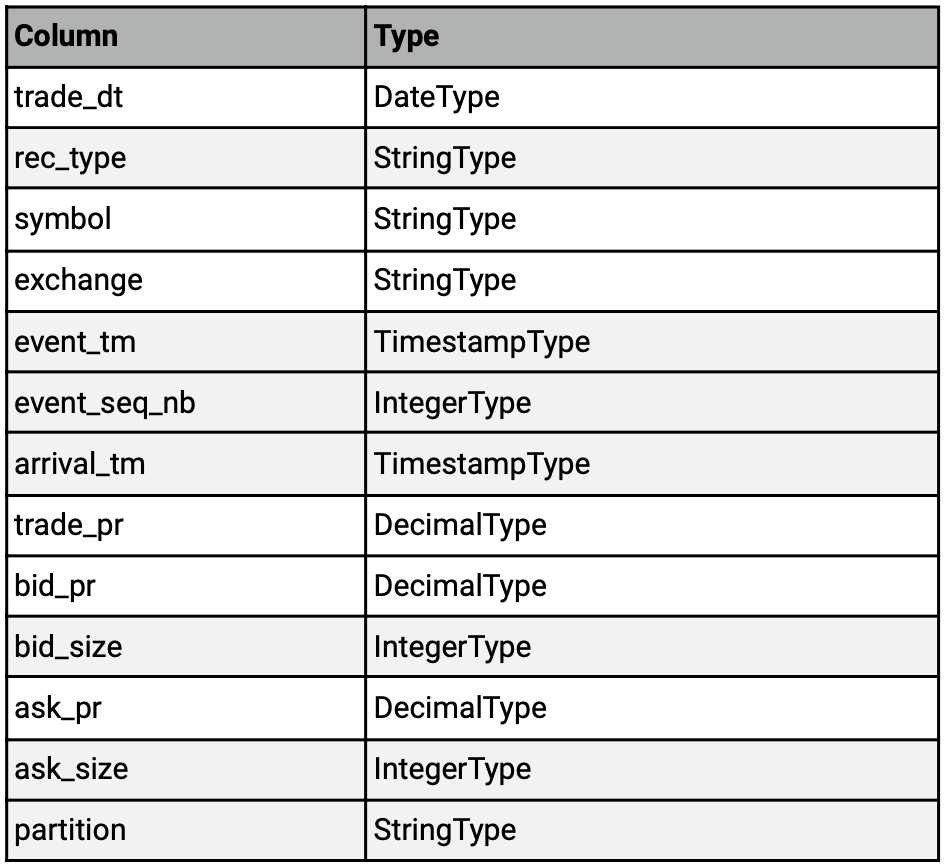 Column Type
trade_dt DateType
rec_type StringType
symbol StringType
exchange StringType
event_tm TimestampType
event_seq_nb IntegerType
arrival_tm TimestampType
trade_pr DecimalType
bid_pr DecimalType
bid_size IntegerType
ask_pr DecimalType
ask_size IntegerType
partition StringType